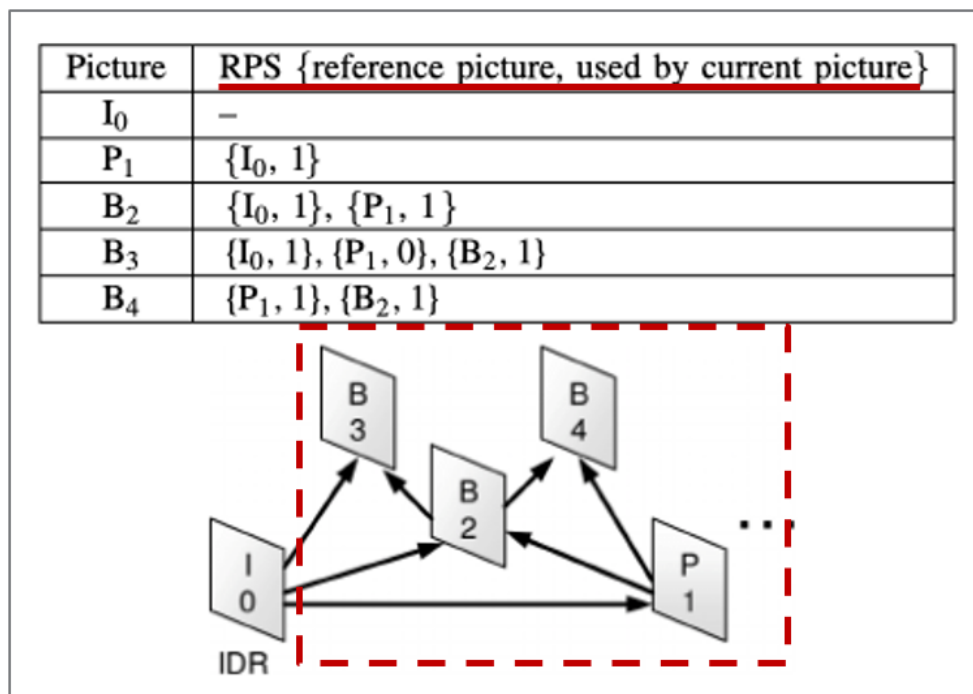 Picture RPS {reference picture, used by current picture}
I₀ –
P₁ {I₀, 1}
B₂ {I₀, 1}, {P₁, 1 }
B₃ {I₀, 1}, {P₁, 0}, {B₂, 1}
B₄ {P₁, 1}, {B₂, 1}
B
3
B
4
B
2
I
0
P
1
...
IDR